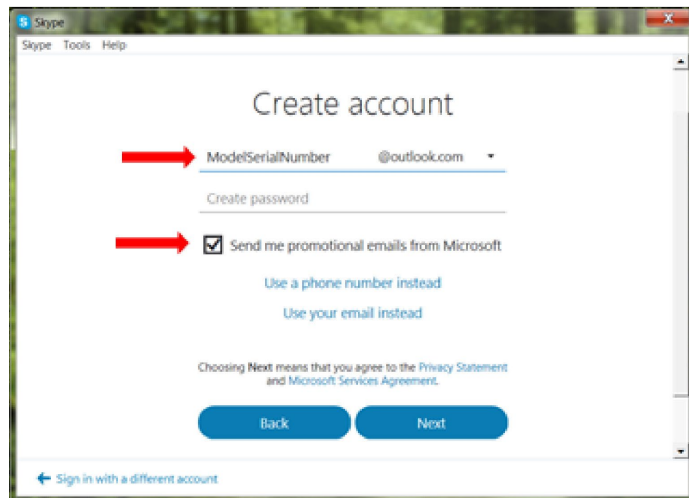 Skype
Skype Tools Help
Create account
ModelSerialNumber @outlook.com
Create password
Send me promotional emails from Microsoft
Use a phone number instead
Use your email instead
Choosing Next means that you agree to the Privacy Statement
and Microsoft Services Agreement.
Back Next
Sign in with a different account